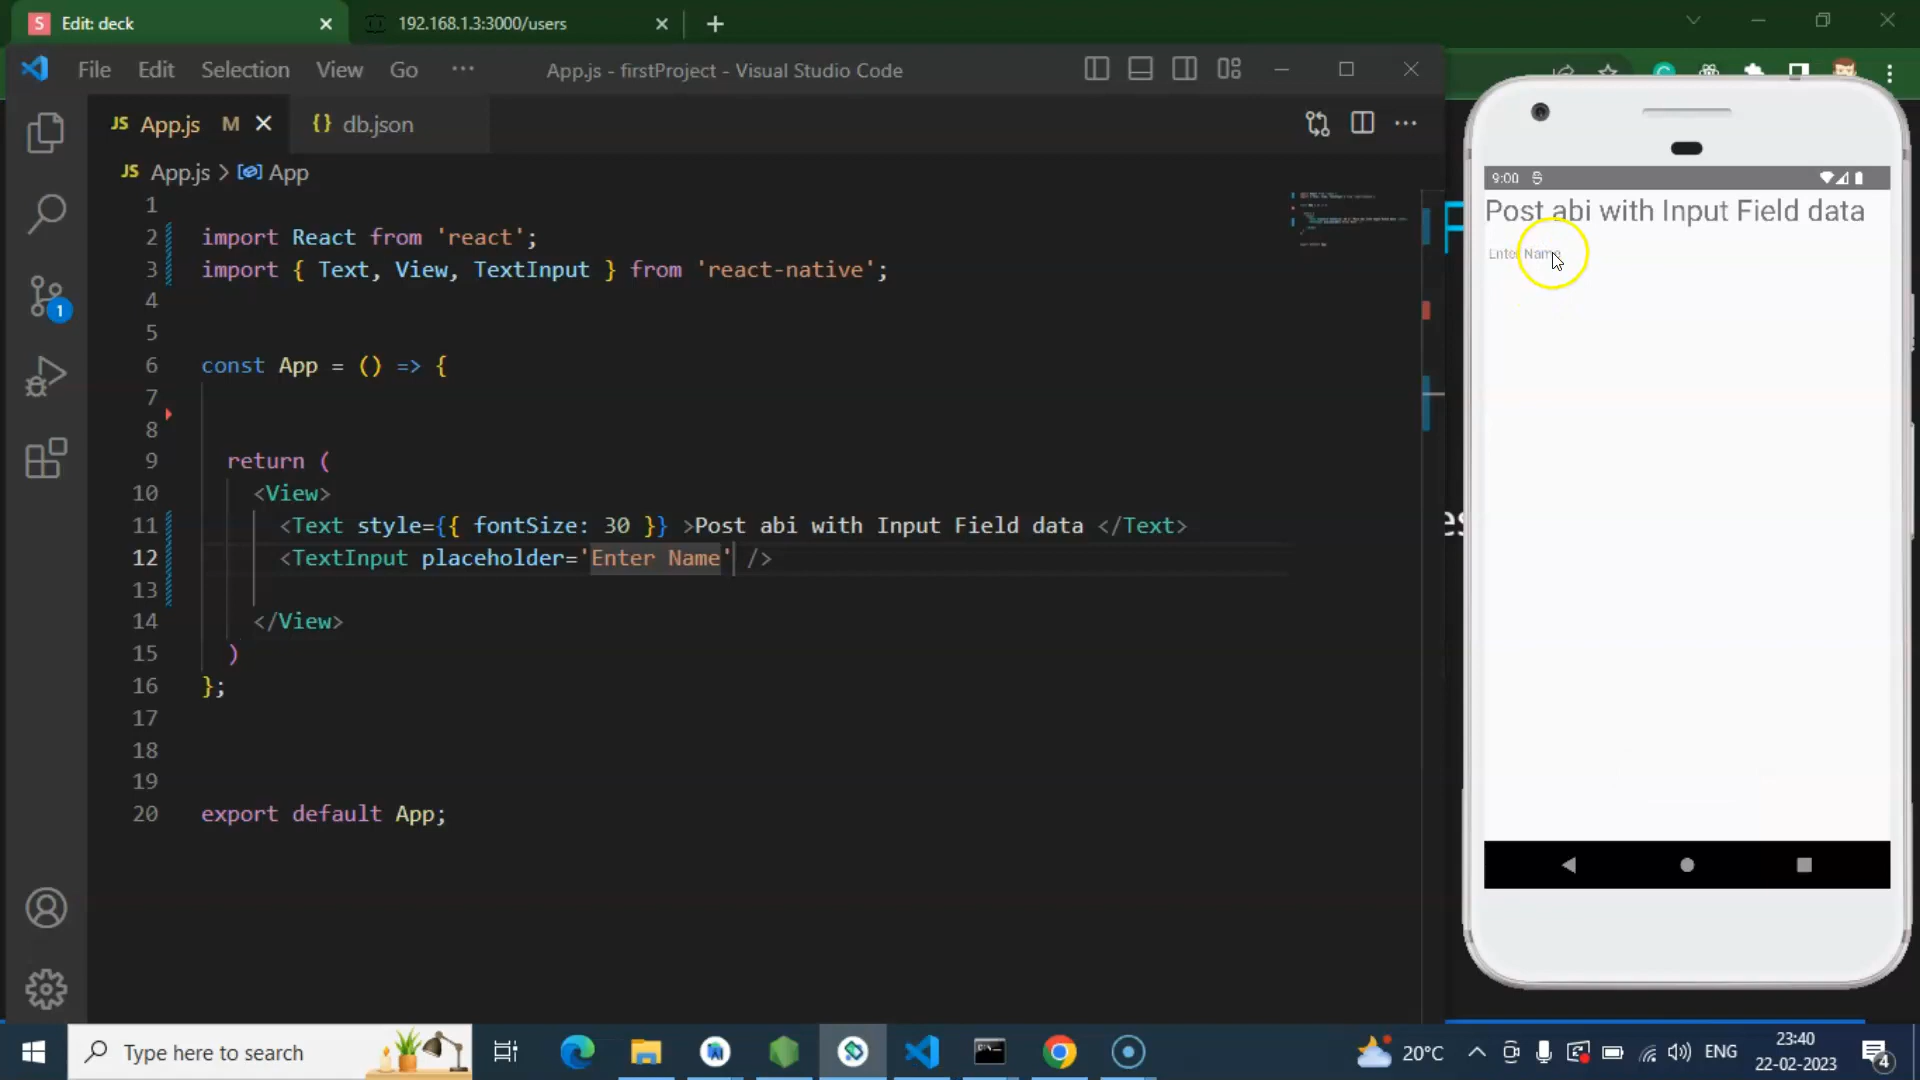 Edit: deck
192.168.1.3:3000/users
File Edit Selection View Go ··· App.js - firstProject - Visual Studio Code
JS App.js M
{} db.json
JS App.js > App
1
2 import React from 'react';
3 import { Text, View, TextInput } from 'react-native';
4
5
6 const App = () => {
7
8
9 return (
10 <View>
11 <Text style={{ fontSize: 30 }} >Post abi with Input Field data </Text>
12 <TextInput placeholder='Enter Name' />
13
14 </View>
15 )
16 };
17
18
19
20 export default App;
1
9:00
Post abi with Input Field data
Enter Name
Type here to search
20°C
ENG
23:40
22-02-2023
4